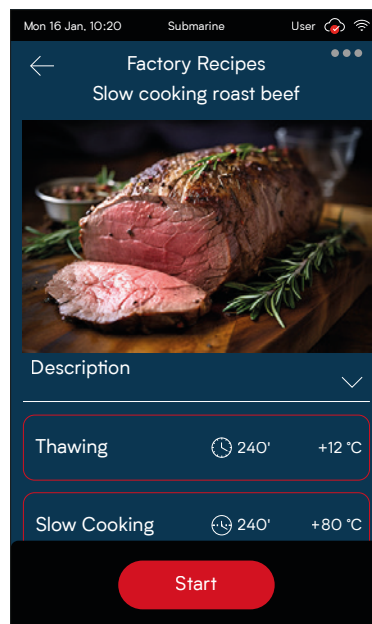 Mon 16 Jan, 10:20 Submarine User
Factory Recipes
Slow cooking roast beef
Description
Thawing 240' +12 °C
Slow Cooking 240' +80 °C
Start